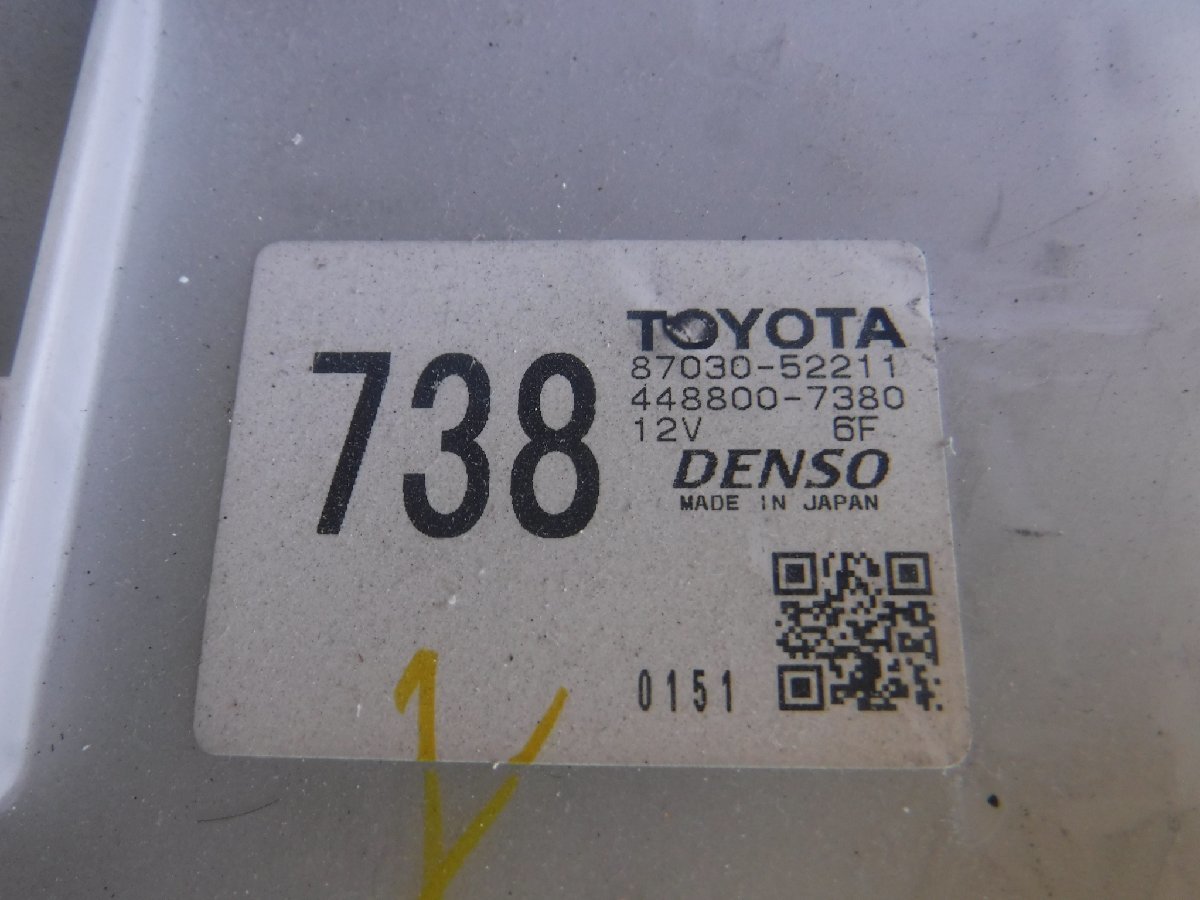 738
TOYOTA
87030-52211
448800-7380
12V 6F
DENSO
MADE IN JAPAN
0151